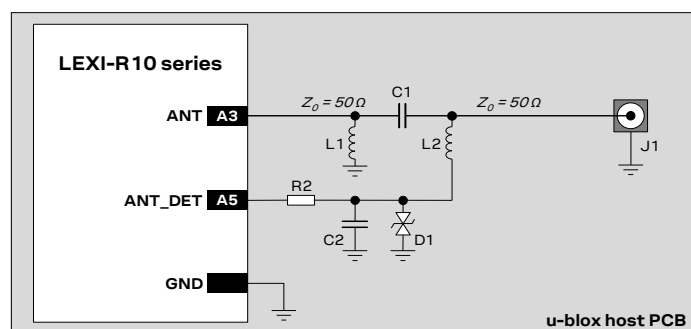 LEXI-R10 series
C1
Z₀ = 50 Ω
Z₀ = 50 Ω
ANT A3
L1
L2
J1
R2
ANT_DET A5
C2
D1
GND
u-blox host PCB